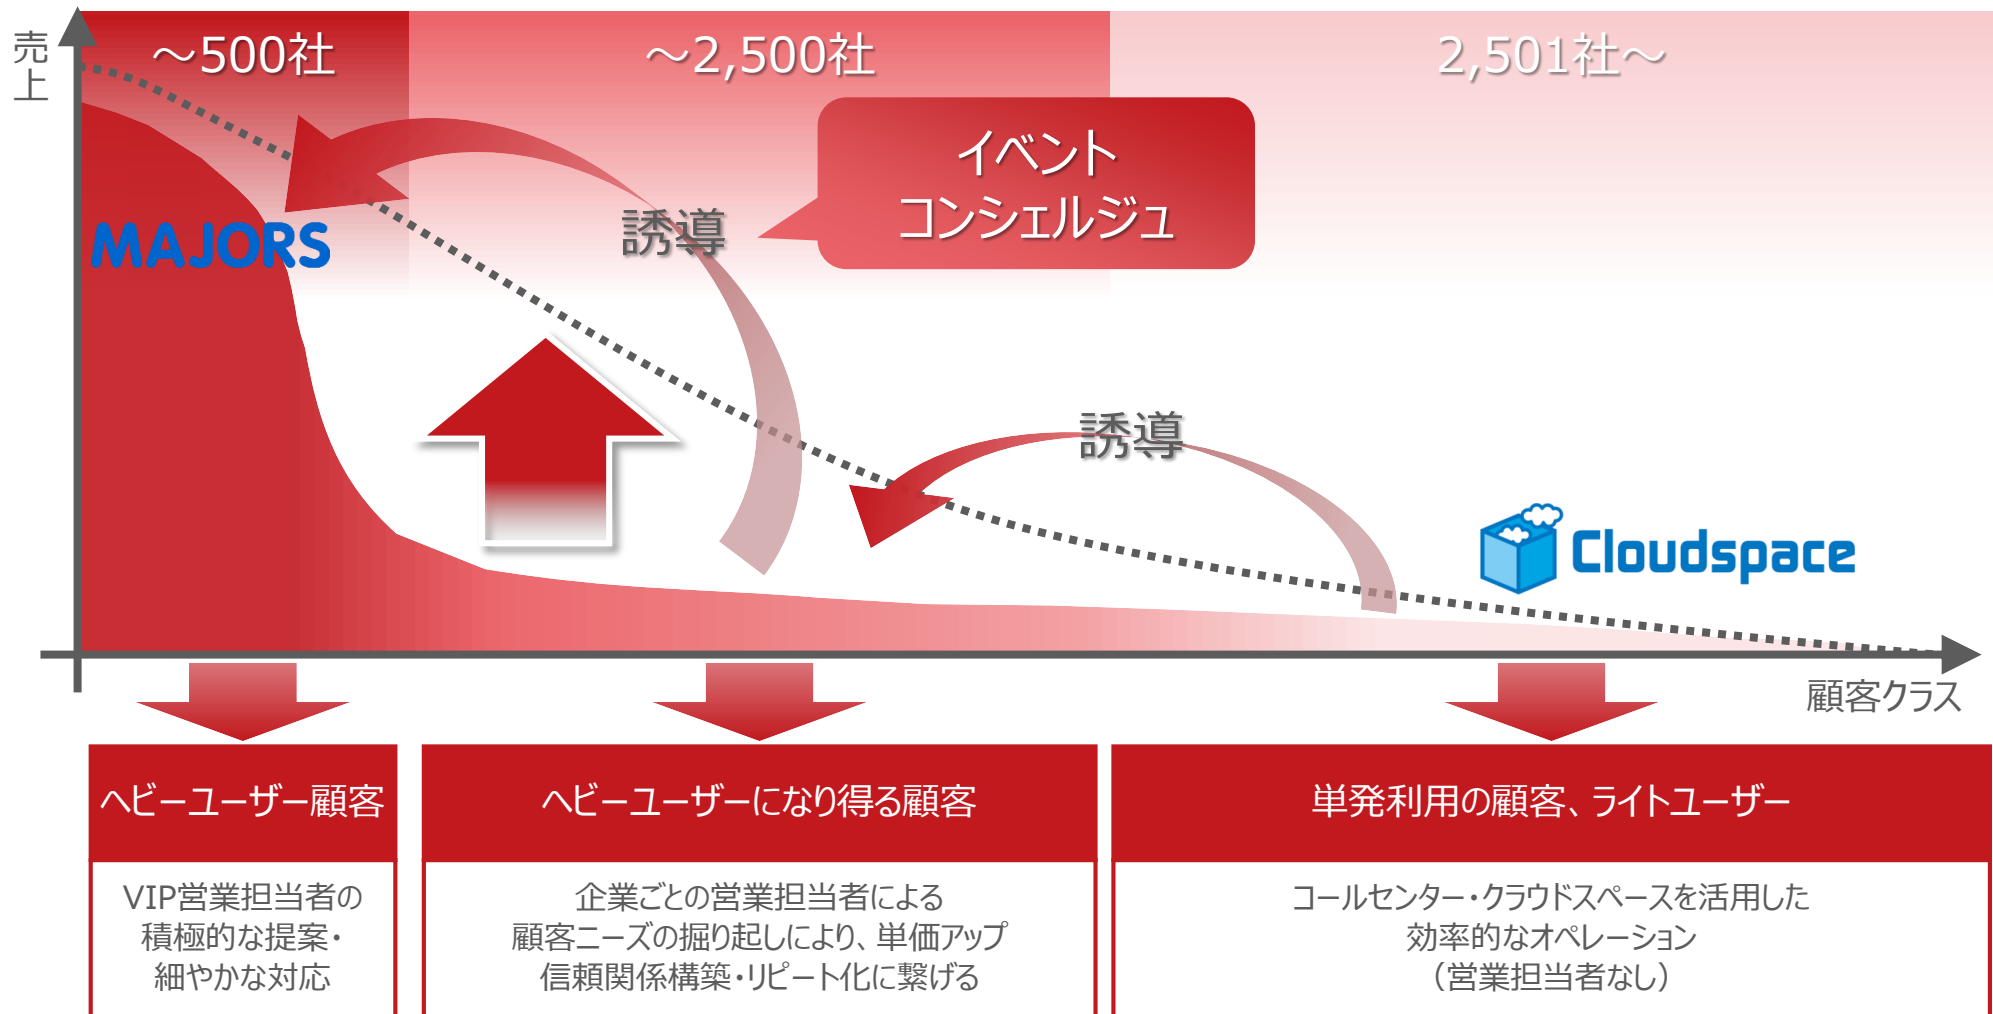 売上
～500社
～2,500社
2,501社～
イベント
コンシェルジュ
誘導
MAJORS
誘導
Cloudspace
顧客クラス
ヘビーユーザー顧客
VIP営業担当者の
積極的な提案・
細やかな対応
ヘビーユーザーになり得る顧客
企業ごとの営業担当者による
顧客ニーズの掘り起しにより、単価アップ
信頼関係構築・リピート化に繋げる
単発利用の顧客、ライトユーザー
コールセンター・クラウドスペースを活用した
効率的なオペレーション
（営業担当者なし）